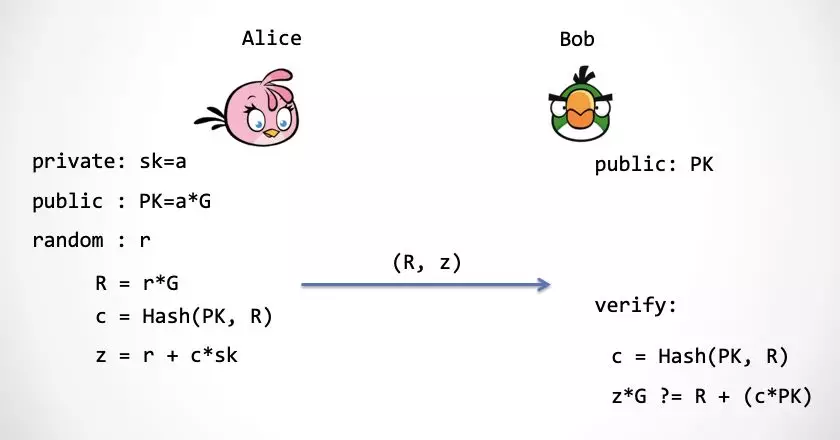 Alice
Bob
private: sk=a
public : PK=a*G
random : r
R = r*G
c = Hash(PK, R)
z = r + c*sk
(R, z)
public: PK
verify:
c = Hash(PK, R)
z*G ?= R + (c*PK)